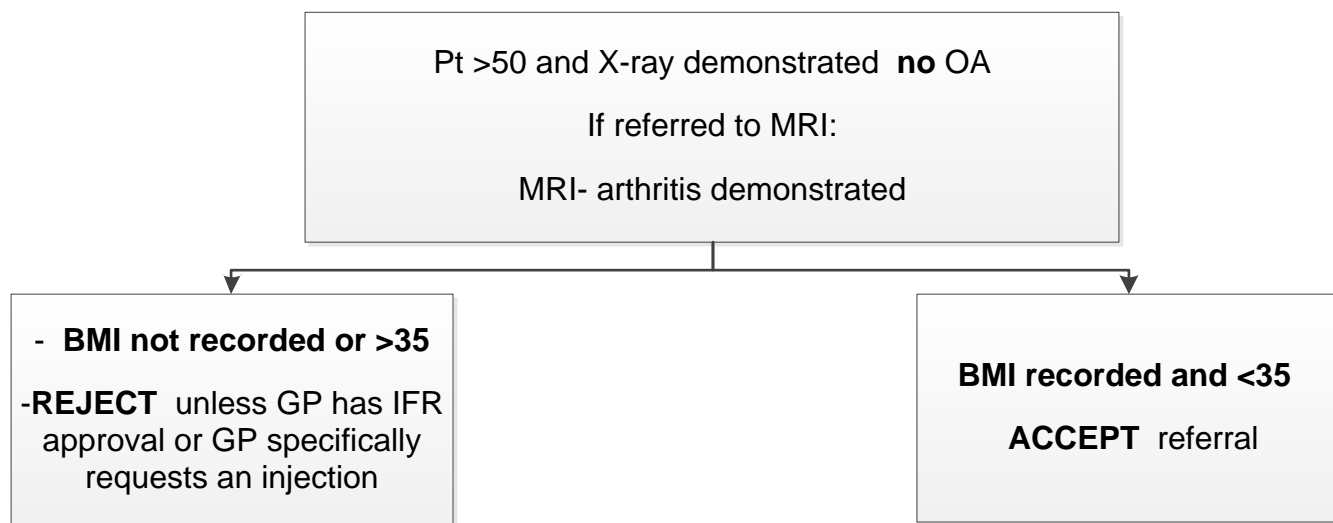 Pt >50 and X-ray demonstrated no OA
If referred to MRI:
MRI- arthritis demonstrated
- BMI not recorded or >35
-REJECT unless GP has IFR
approval or GP specifically
requests an injection
BMI recorded and <35
ACCEPT referral